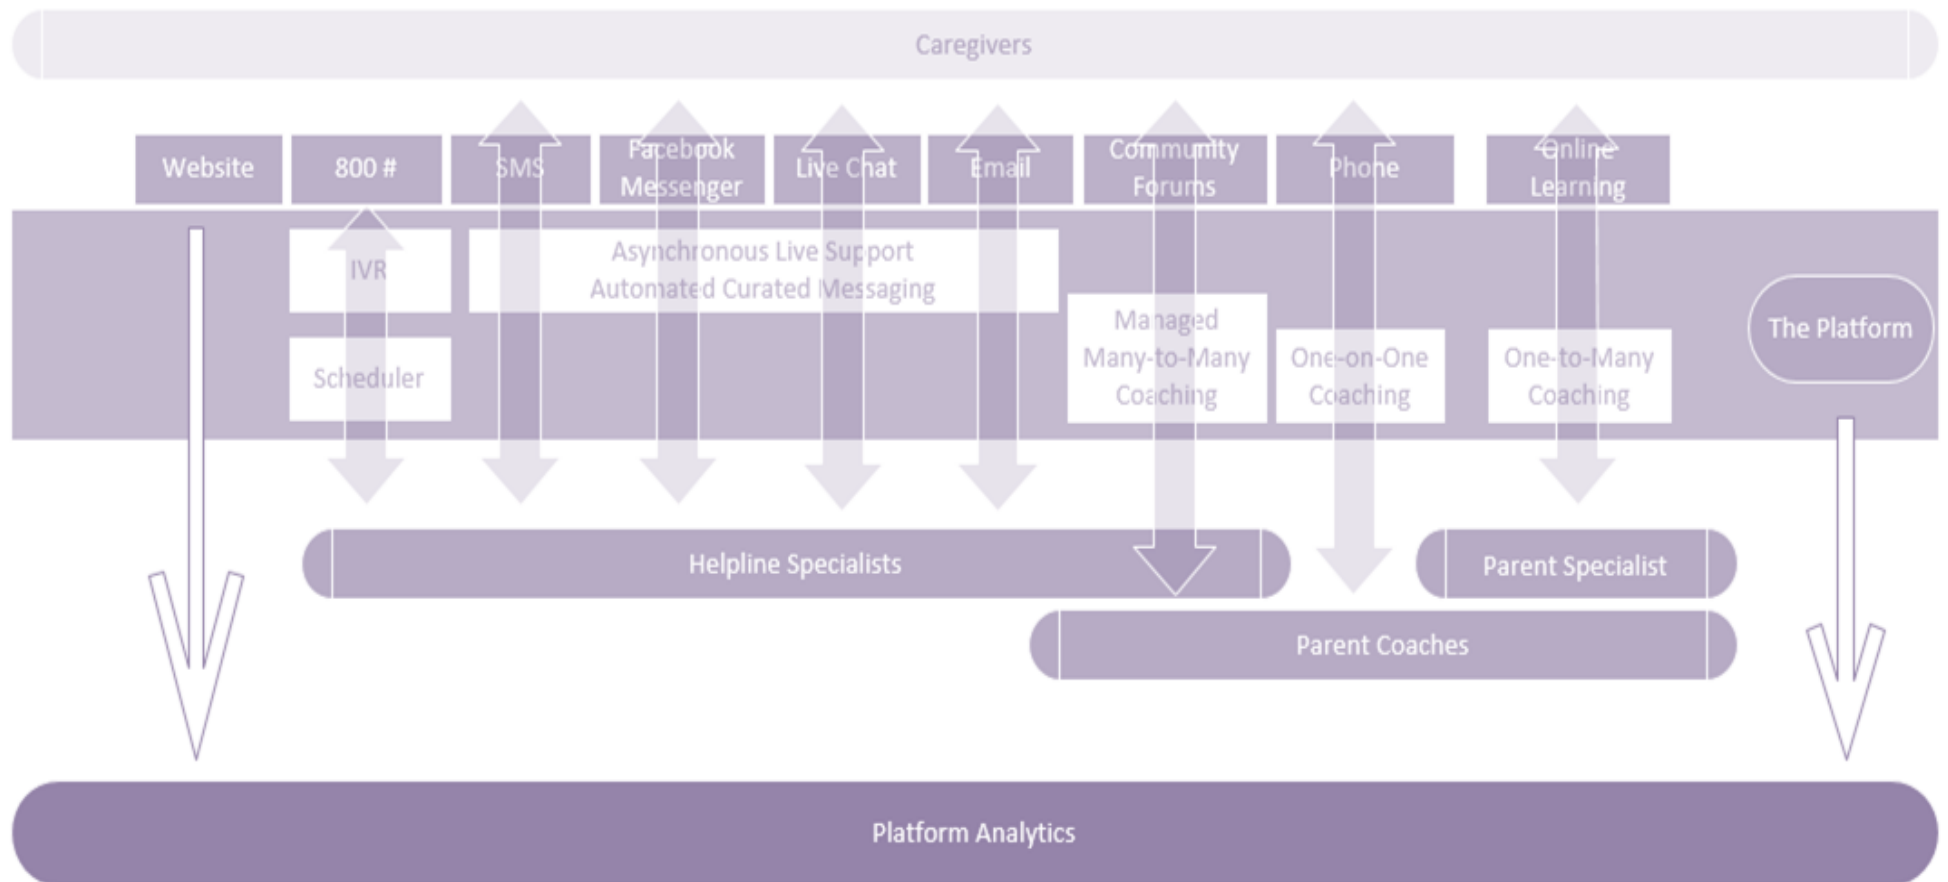 Caregivers
Website
800 #
SMS
Facebook
Messenger
Live Chat
Email
Community
Forums
Phone
Online
Learning
IVR
Scheduler
Asynchronous Live Support
Automated Curated Messaging
Managed
Many-to-Many
Coaching
One-on-One
Coaching
One-to-Many
Coaching
The Platform
Helpline Specialists
Parent Specialist
Parent Coaches
Platform Analytics